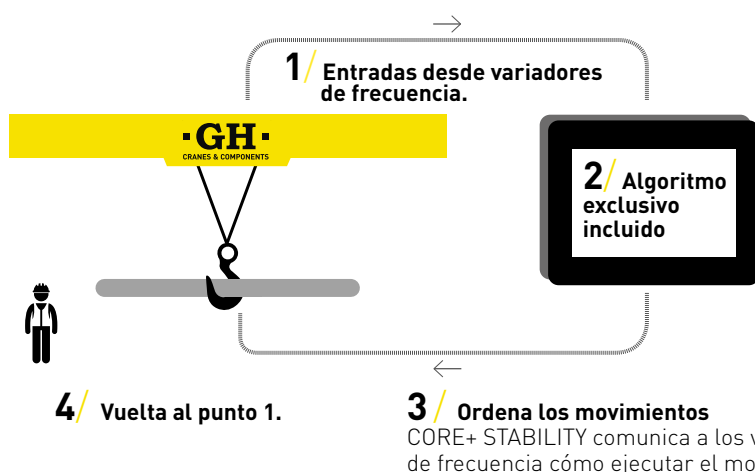 1/ Entradas desde variadores
de frecuencia.
·GH·
CRANES & COMPONENTS
2/ Algoritmo
exclusivo
incluido
4/ Vuelta al punto 1.
3/ Ordena los movimientos
CORE+ STABILITY comunica a los
de frecuencia cómo ejecutar el